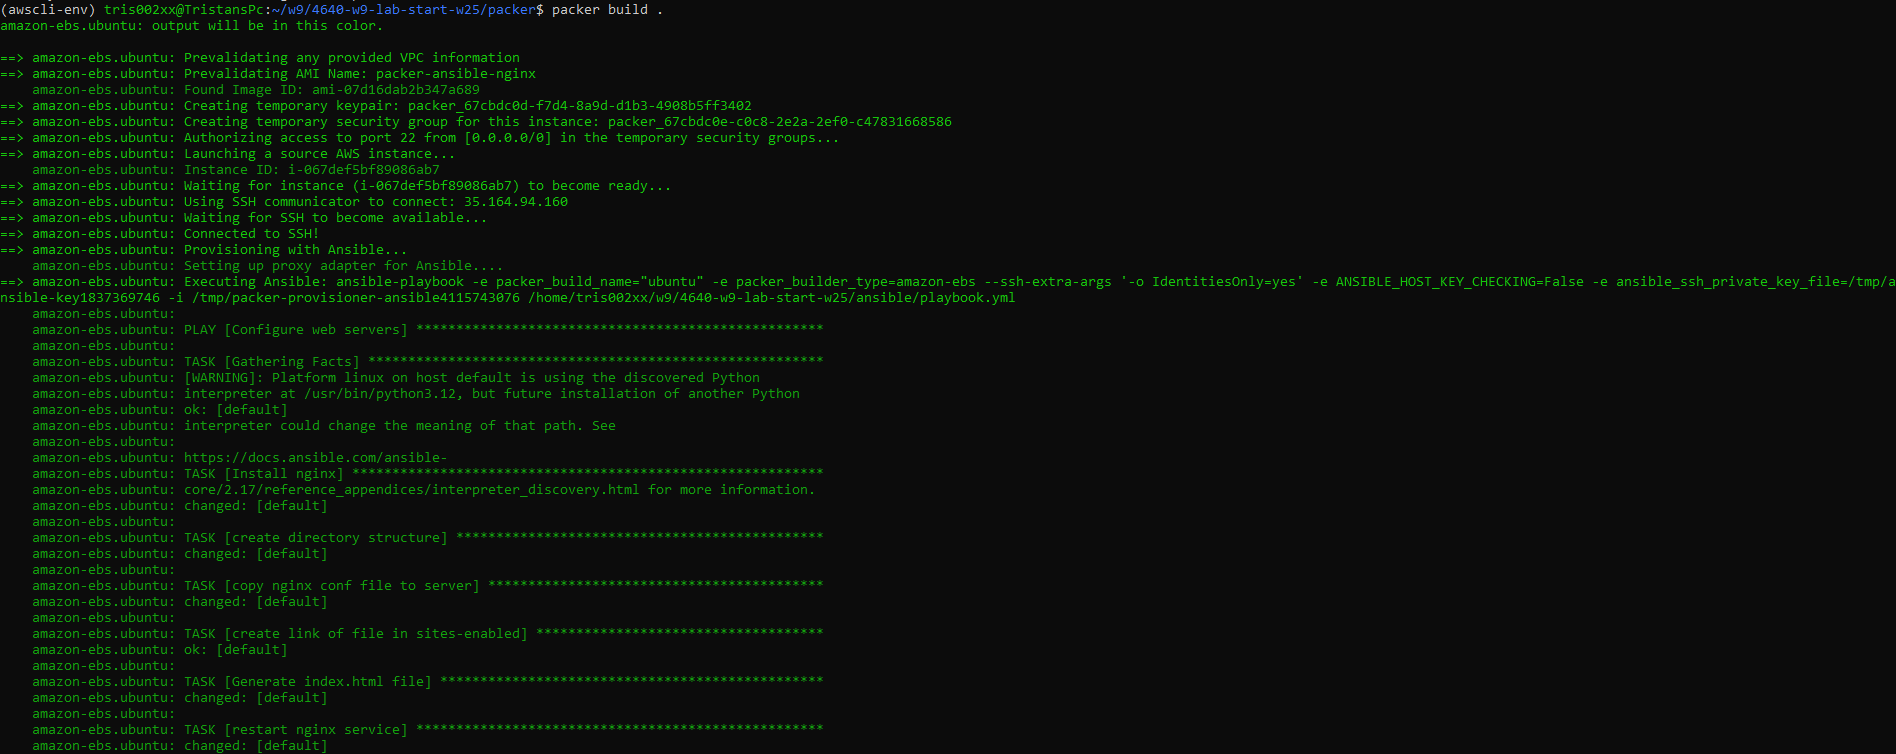 (awscli-env) tris002xx@TristansPc:~/w9/4640-w9-lab-start-w25/packer$ packer build .
amazon-ebs.ubuntu: output will be in this color.
==> amazon-ebs.ubuntu: Prevalidating any provided VPC information
==> amazon-ebs.ubuntu: Prevalidating AMI Name: packer-ansible-nginx
    amazon-ebs.ubuntu: Found Image ID: ami-07d16dab2b347a689
==> amazon-ebs.ubuntu: Creating temporary keypair: packer_67cbdc0d-f7d4-8a9d-d1b3-4908b5ff3402
==> amazon-ebs.ubuntu: Creating temporary security group for this instance: packer_67cbdc0e-c0c8-2e2a-2ef0-c47831668586
==> amazon-ebs.ubuntu: Authorizing access to port 22 from [0.0.0.0/0] in the temporary security groups...
==> amazon-ebs.ubuntu: Launching a source AWS instance...
    amazon-ebs.ubuntu: Instance ID: i-067def5bf89086ab7
==> amazon-ebs.ubuntu: Waiting for instance (i-067def5bf89086ab7) to become ready...
==> amazon-ebs.ubuntu: Using SSH communicator to connect: 35.164.94.160
==> amazon-ebs.ubuntu: Waiting for SSH to become available...
==> amazon-ebs.ubuntu: Connected to SSH!
==> amazon-ebs.ubuntu: Provisioning with Ansible...
    amazon-ebs.ubuntu: Setting up proxy adapter for Ansible....
==> amazon-ebs.ubuntu: Executing Ansible: ansible-playbook -e packer_build_name="ubuntu" -e packer_builder_type=amazon-ebs --ssh-extra-args '-o IdentitiesOnly=yes' -e ANSIBLE_HOST_KEY_CHECKING=False -e ansible_ssh_private_key_file=/tmp/a
nsible-key1837369746 -i /tmp/packer-provisioner-ansible4115743076 /home/tris002xx/w9/4640-w9-lab-start-w25/ansible/playbook.yml
    amazon-ebs.ubuntu:
    amazon-ebs.ubuntu: PLAY [Configure web servers] ***************************************************
    amazon-ebs.ubuntu:
    amazon-ebs.ubuntu: TASK [Gathering Facts] *********************************************************
    amazon-ebs.ubuntu: [WARNING]: Platform linux on host default is using the discovered Python
    amazon-ebs.ubuntu: interpreter at /usr/bin/python3.12, but future installation of another Python
    amazon-ebs.ubuntu: ok: [default]
    amazon-ebs.ubuntu: interpreter could change the meaning of that path. See
    amazon-ebs.ubuntu:
    amazon-ebs.ubuntu: https://docs.ansible.com/ansible-
    amazon-ebs.ubuntu: TASK [Install nginx] ***********************************************************
    amazon-ebs.ubuntu: core/2.17/reference_appendices/interpreter_discovery.html for more information.
    amazon-ebs.ubuntu: changed: [default]
    amazon-ebs.ubuntu:
    amazon-ebs.ubuntu: TASK [create directory structure] **********************************************
    amazon-ebs.ubuntu: changed: [default]
    amazon-ebs.ubuntu:
    amazon-ebs.ubuntu: TASK [copy nginx conf file to server] ******************************************
    amazon-ebs.ubuntu: changed: [default]
    amazon-ebs.ubuntu:
    amazon-ebs.ubuntu: TASK [create link of file in sites-enabled] ************************************
    amazon-ebs.ubuntu: ok: [default]
    amazon-ebs.ubuntu:
    amazon-ebs.ubuntu: TASK [Generate index.html file] ************************************************
    amazon-ebs.ubuntu: changed: [default]
    amazon-ebs.ubuntu:
    amazon-ebs.ubuntu: TASK [restart nginx service] ***************************************************
    amazon-ebs.ubuntu: changed: [default]